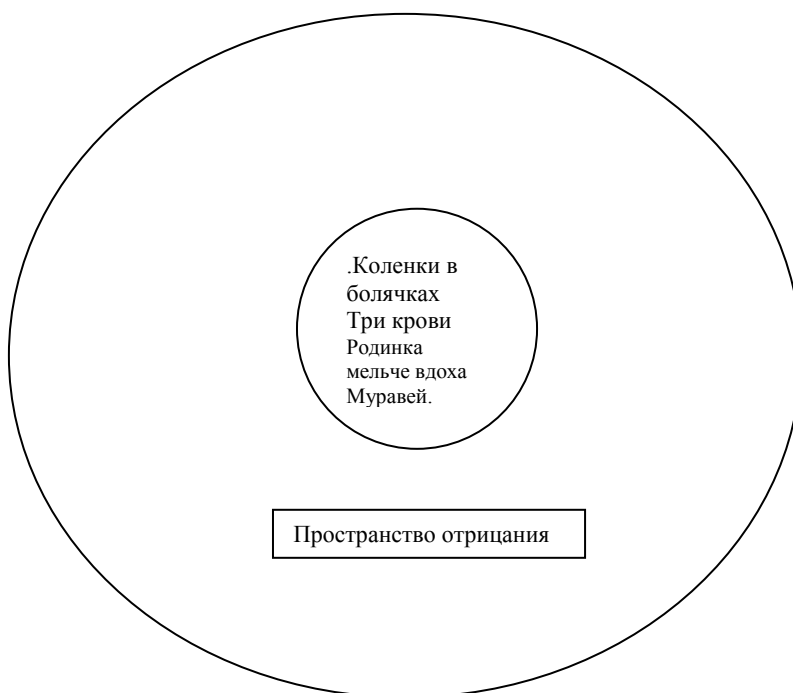 .Коленки в
болячках
Три крови
Родинка
мельче вдоха
Муравей.
Пространство отрицания